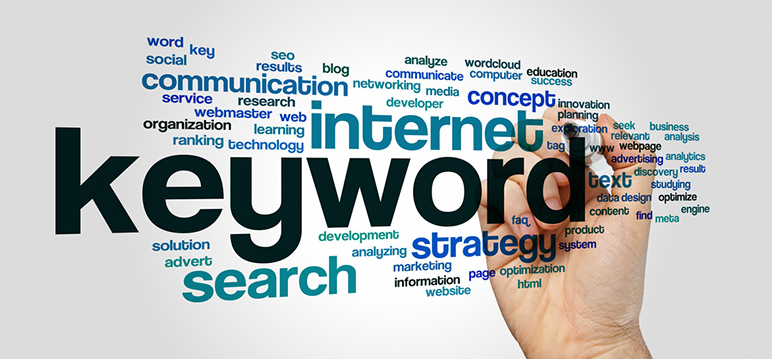 word
key
social
seo
results
blog
analyze
wordcloud
communicate
computer
education
success
communication
networking
media
concept
service
research
developer
innovation
planning
webmaster
web
internet
organization
learning
exploration
seek
business
relevant
analysis
ranking
technology
tag
www
webpage
advertising
analytics
keyword
discovery
result
text
studying
data
design
optimize
content
find
engine
meta
faq
product
solution
development
analyzing
strategy
system
advert
search
marketing
page
optimization
information
html
website